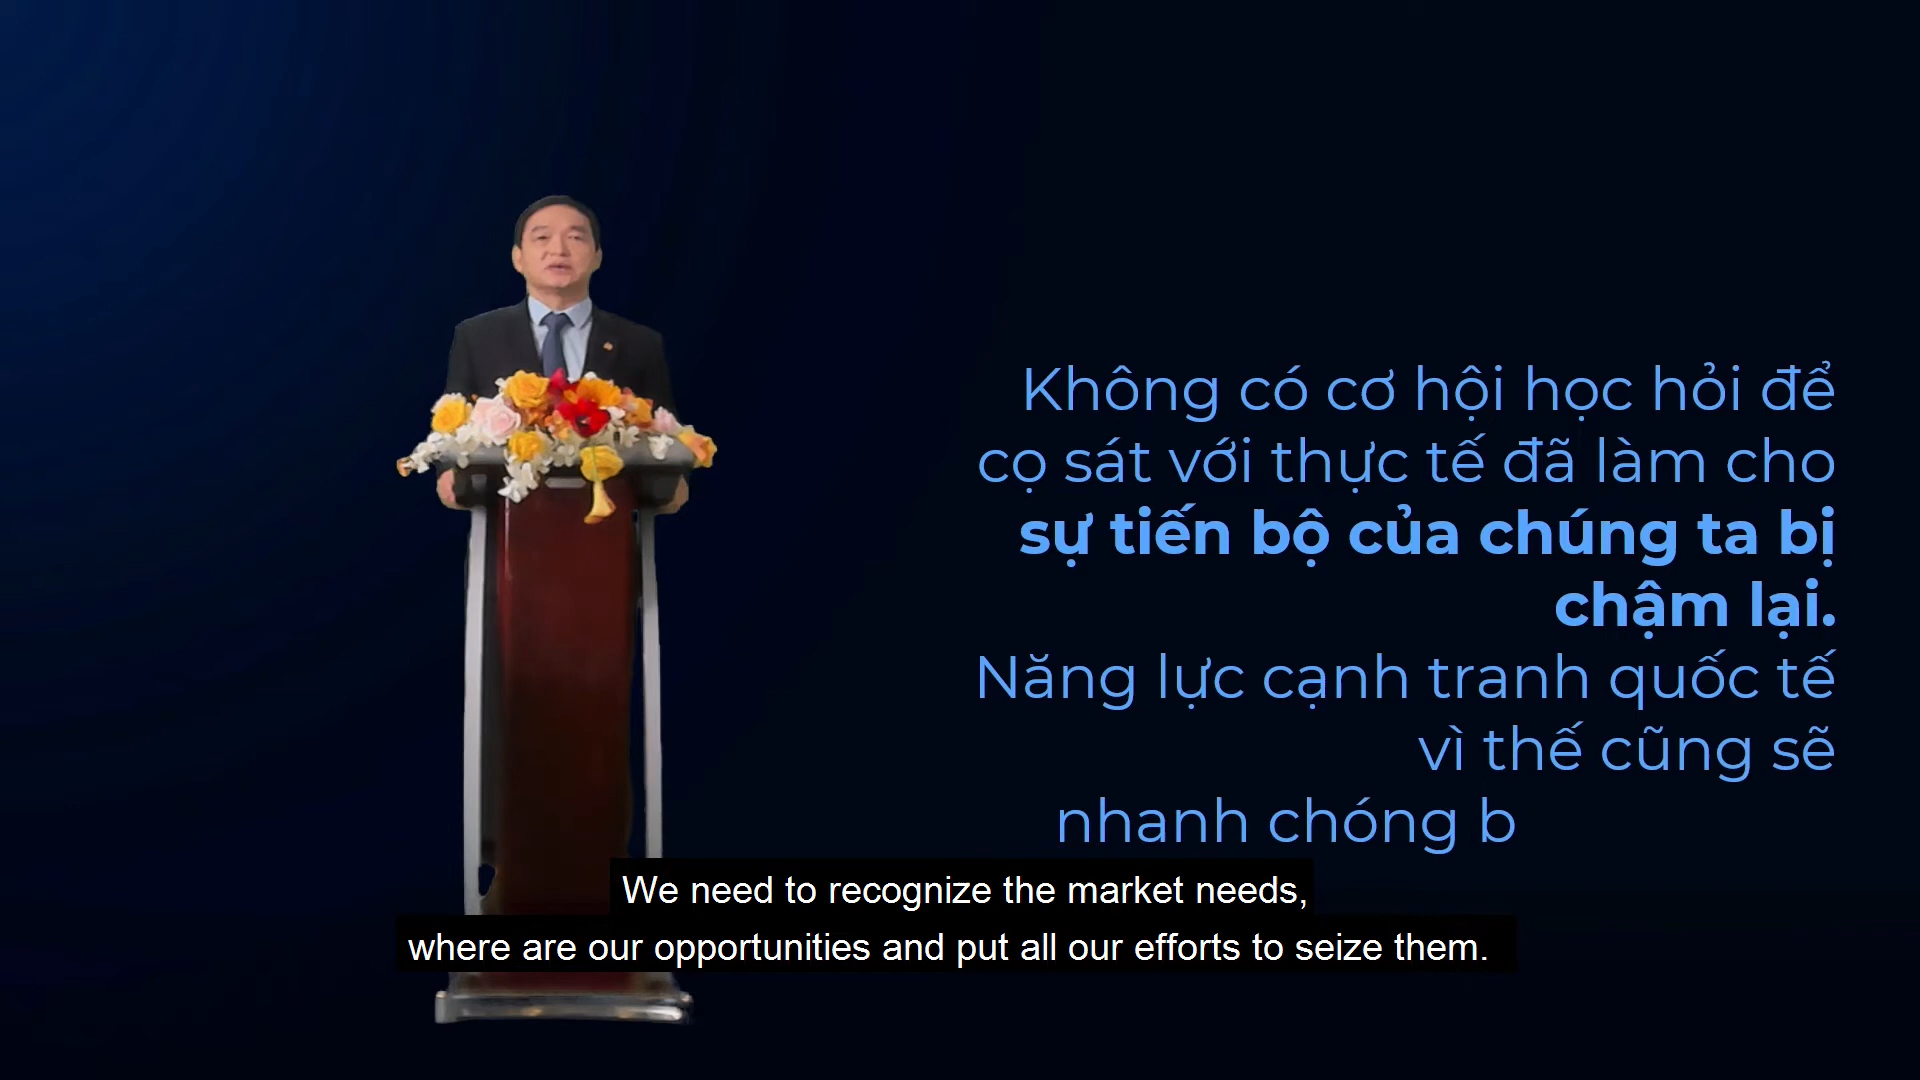 Không có cơ hội học hỏi để
cọ sát với thực tế đã làm cho
sự tiến bộ của chúng ta bị
chậm lại.
Năng lực cạnh tranh quốc tế
vì thế cũng sẽ
nhanh chóng b
We need to recognize the market needs,
where are our opportunities and put all our efforts to seize them.